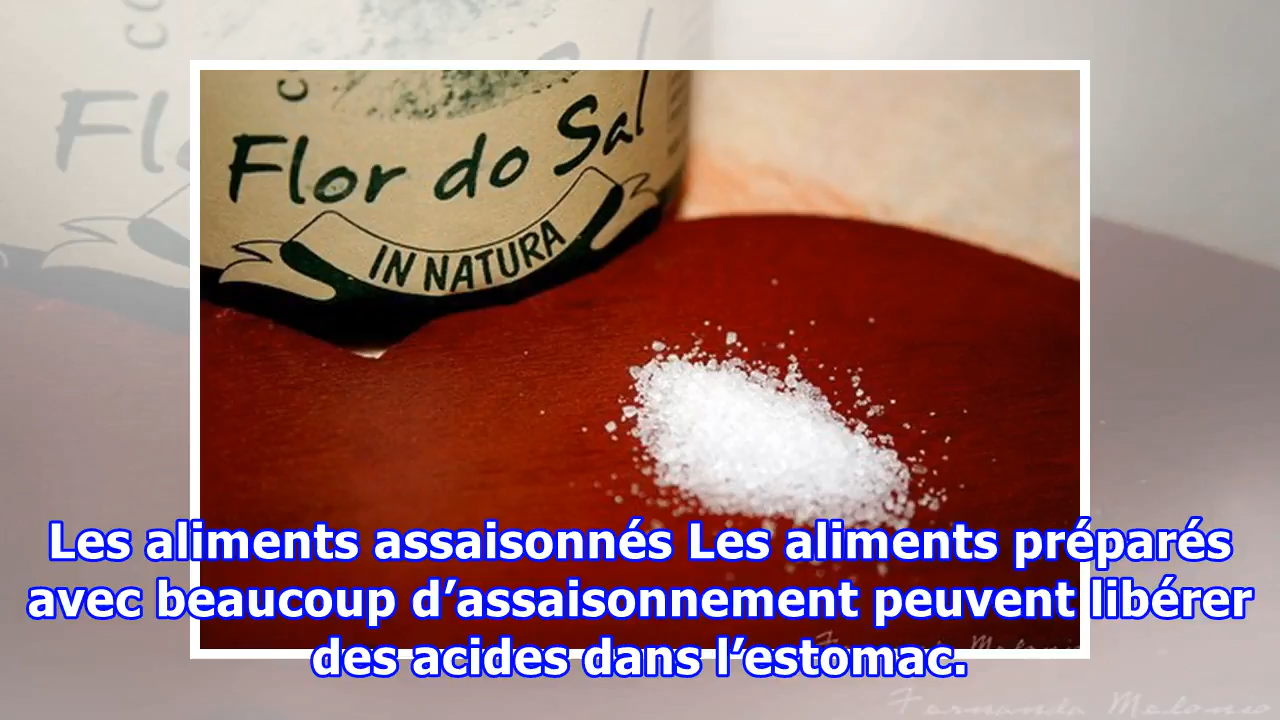 Flor do Sal
IN NATURA
Les aliments assaisonnés Les aliments préparés
avec beaucoup d’assaisonnement peuvent libérer
des acides dans l’estomac.